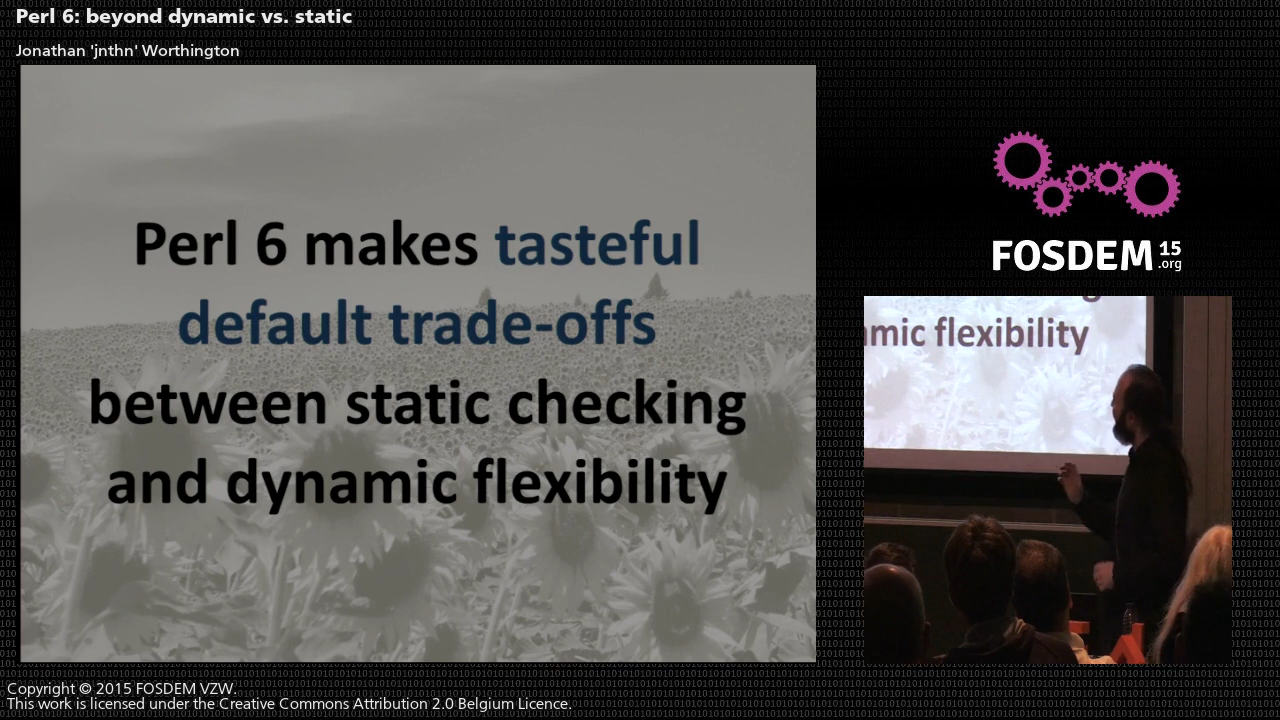 Perl 6: beyond dynamic vs. static
Jonathan 'jnthn' Worthington
Perl 6 makes tasteful
default trade-offs
between static checking
and dynamic flexibility
FOSDEM 15
.org
flexibility
Copyright © 2015 FOSDEM VZW.
This work is licensed under the Creative Commons Attribution 2.0 Belgium Licence.